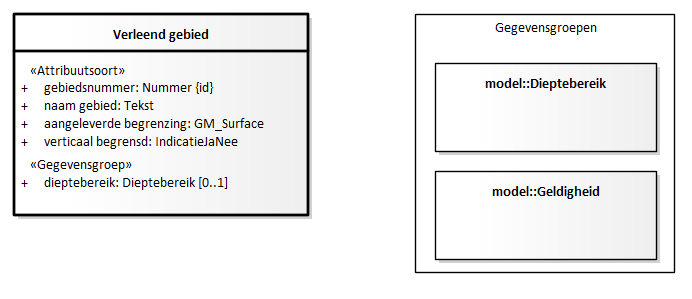 Verleend gebied
«Attribuutsoort»
+ gebiedsnummer: Nummer {id}
+ naam gebied: Tekst
+ aangeleverde begrenzing: GM_Surface
+ verticaal begrensd: IndicatieJaNee
«Gegevensgroep»
+ dieptebereik: Dieptebereik [0..1]
Gegevensgroepen
model::Dieptebereik
model::Geldigheid